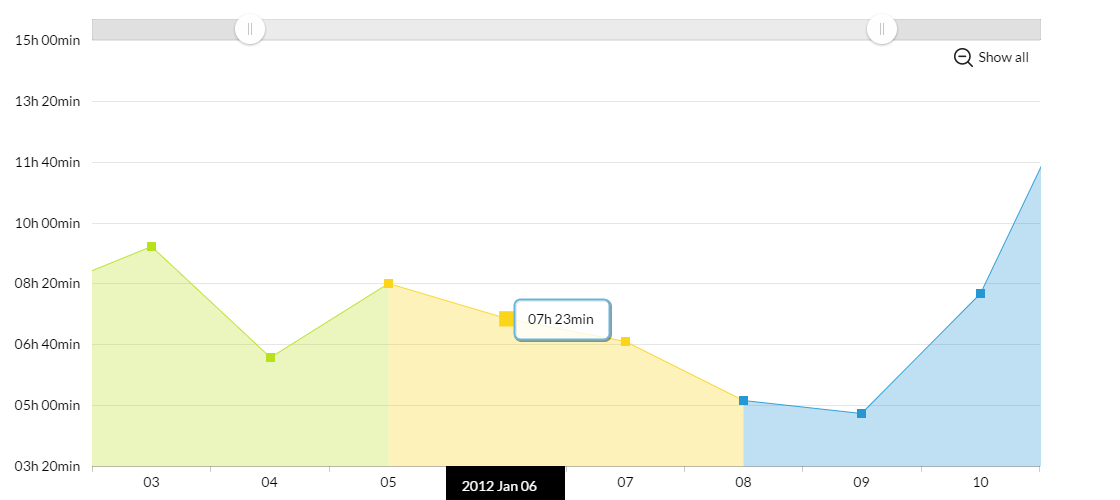 15h 00min
Show all
13h 20min
11h 40min
10h 00min
08h 20min
07h 23min
06h 40min
05h 00min
03h 20min
03 04 05 2012 Jan 06 07 08 09 10